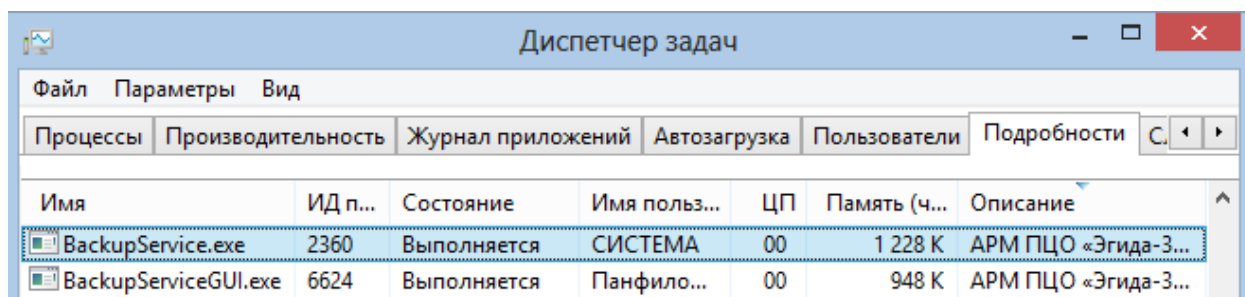 Диспетчер задач
Файл Параметры Вид
Процессы Производительность Журнал приложений Автозагрузка Пользователи Подробности С
Имя ИД п... Состояние Имя польз... ЦП Память (ч... Описание
BackupService.exe 2360 Выполняется СИСТЕМА 00 1 228 K АРМ ПЦО «Эгида-3...
BackupServiceGUI.exe 6624 Выполняется Панфило... 00 948 K АРМ ПЦО «Эгида-3...